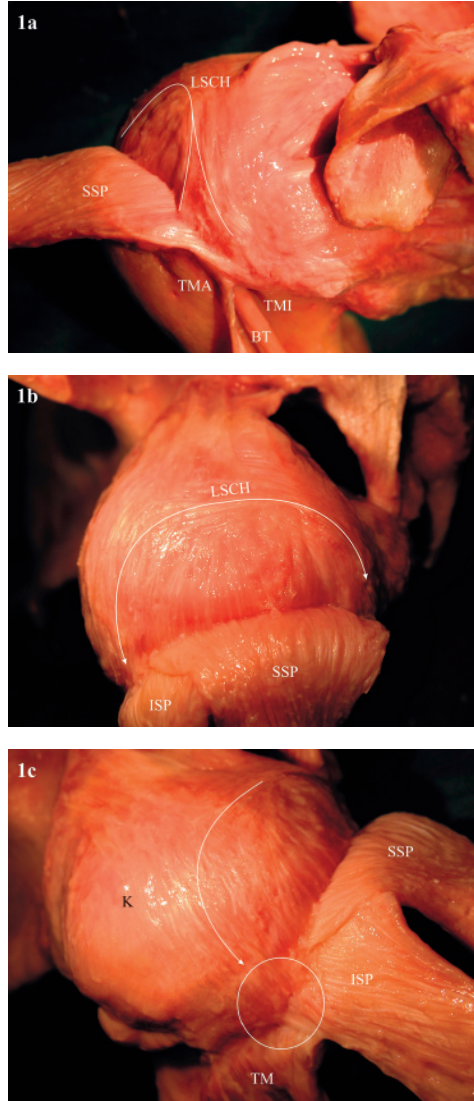 1a
LSCH
SSP
TMA
TMI
BT
1b
LSCH
SSP
ISP
1c
SSP
K
ISP
TM